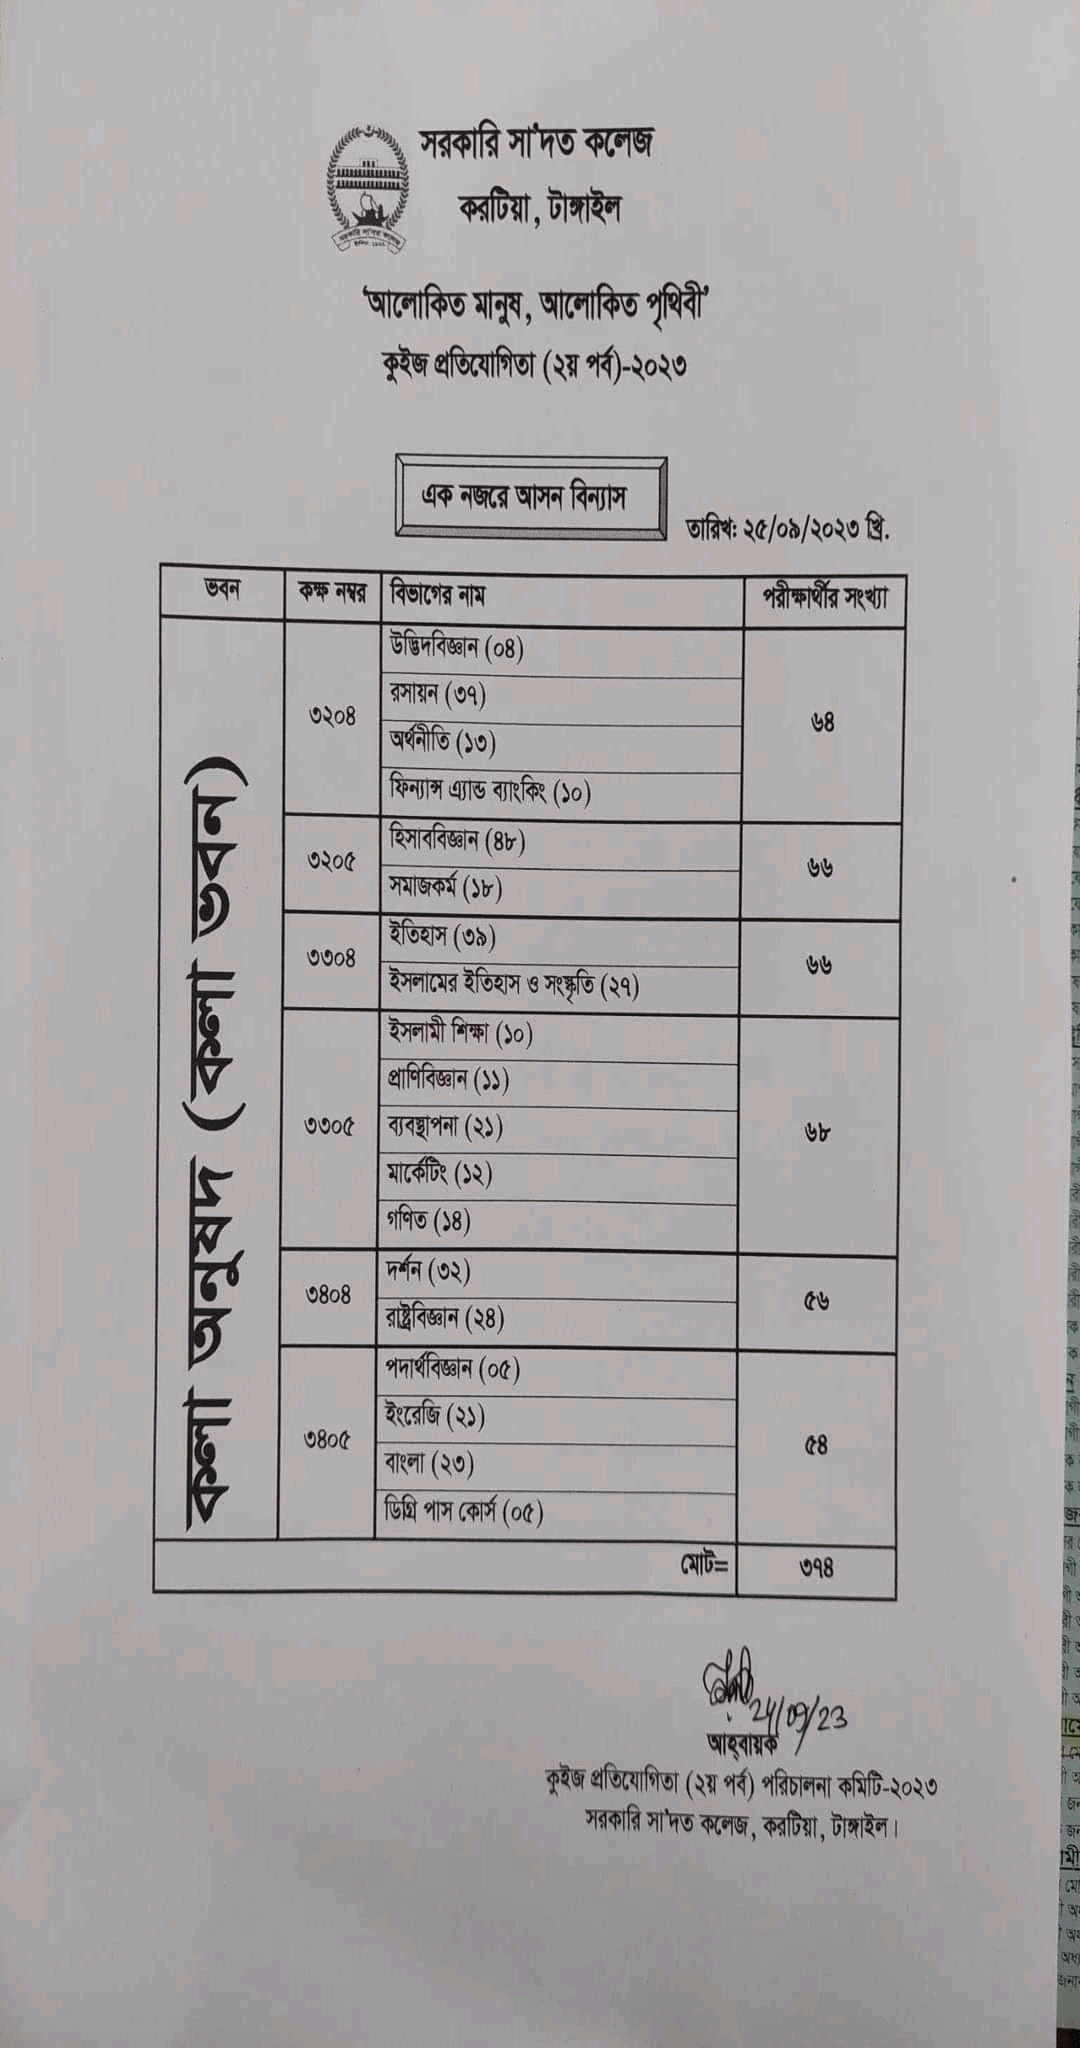 সরকারি সা'দত কলেজ
করটিয়া, টাঙ্গাইল
'আলোকিত মানুষ, আলোকিত পৃথিবী'
কুইজ প্রতিযোগিতা (২য় পর্ব)-২০২৩
এক নজরে আসন বিন্যাস
তারিখ: ২৫/০৯/২০২৩ খ্রি.
ভবন কক্ষ নম্বর বিভাগের নাম পরীক্ষার্থীর সংখ্যা
কলা অনুষদ (কলা ভবন)
৩২০৪ উদ্ভিদবিজ্ঞান (০৪) ৬৪
রসায়ন (৩৭)
অর্থনীতি (১৩)
ফিন্যান্স এ্যান্ড ব্যাংকিং (১০)
৩২০৫ হিসাববিজ্ঞান (৪৮) ৬৬
সমাজকর্ম (১৮)
৩৩০৪ ইতিহাস (৩৯) ৬৬
ইসলামের ইতিহাস ও সংস্কৃতি (২৭)
৩৩০৫ ইসলামী শিক্ষা (১০) ৬৮
প্রাণিবিজ্ঞান (১১)
ব্যবস্থাপনা (২১)
মার্কেটিং (১২)
গণিত (১৪)
৩৪০৪ দর্শন (৩২) ৫৬
রাষ্ট্রবিজ্ঞান (২৪)
৩৪০৫ পদার্থবিজ্ঞান (০৫) ৫৪
ইংরেজি (২১)
বাংলা (২৩)
ডিগ্রি পাস কোর্স (০৫)
মোট= ৩৭৪
24/09/23
আহ্বায়ক
কুইজ প্রতিযোগিতা (২য় পর্ব) পরিচালনা কমিটি-২০২৩
সরকারি সা'দত কলেজ, করটিয়া, টাঙ্গাইল।